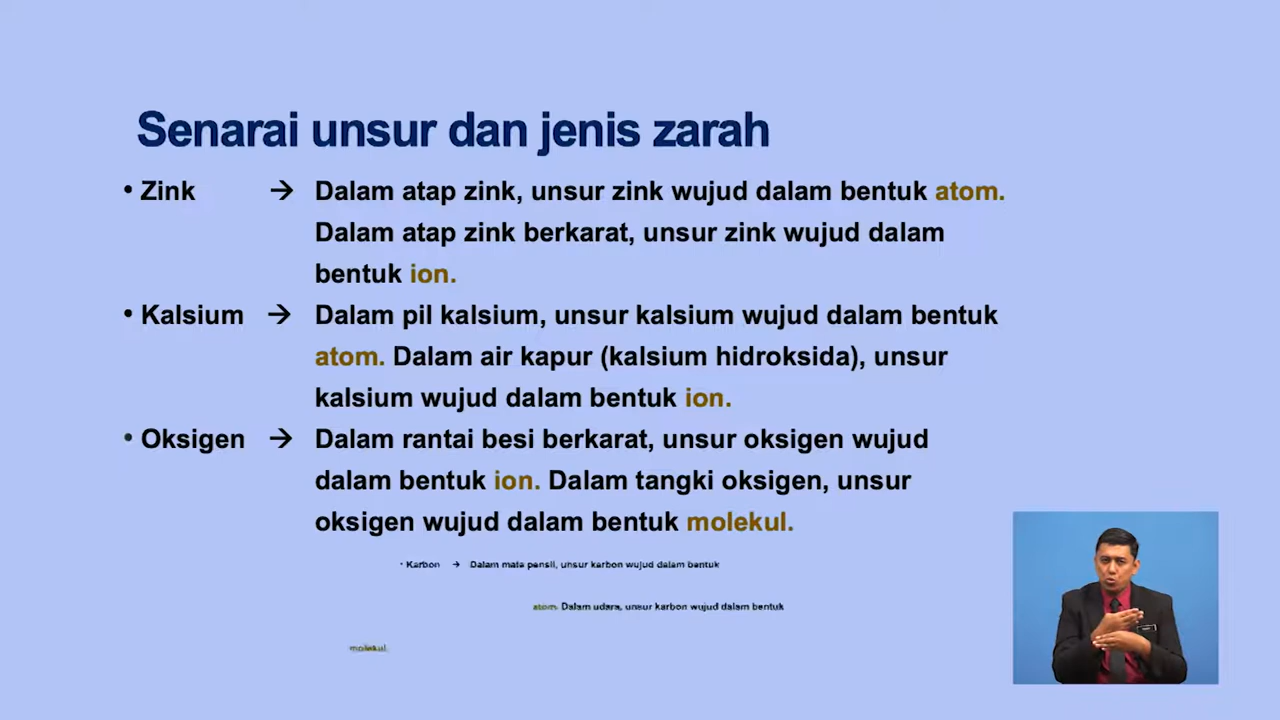 Senarai unsur dan jenis zarah
• Zink → Dalam atap zink, unsur zink wujud dalam bentuk atom.
Dalam atap zink berkarat, unsur zink wujud dalam
bentuk ion.
• Kalsium → Dalam pil kalsium, unsur kalsium wujud dalam bentuk
atom. Dalam air kapur (kalsium hidroksida), unsur
kalsium wujud dalam bentuk ion.
• Oksigen → Dalam rantai besi berkarat, unsur oksigen wujud
dalam bentuk ion. Dalam tangki oksigen, unsur
oksigen wujud dalam bentuk molekul.
• Karbon → Dalam mata pensil, unsur karbon wujud dalam bentuk
atom. Dalam udara, unsur karbon wujud dalam bentuk
molekul.